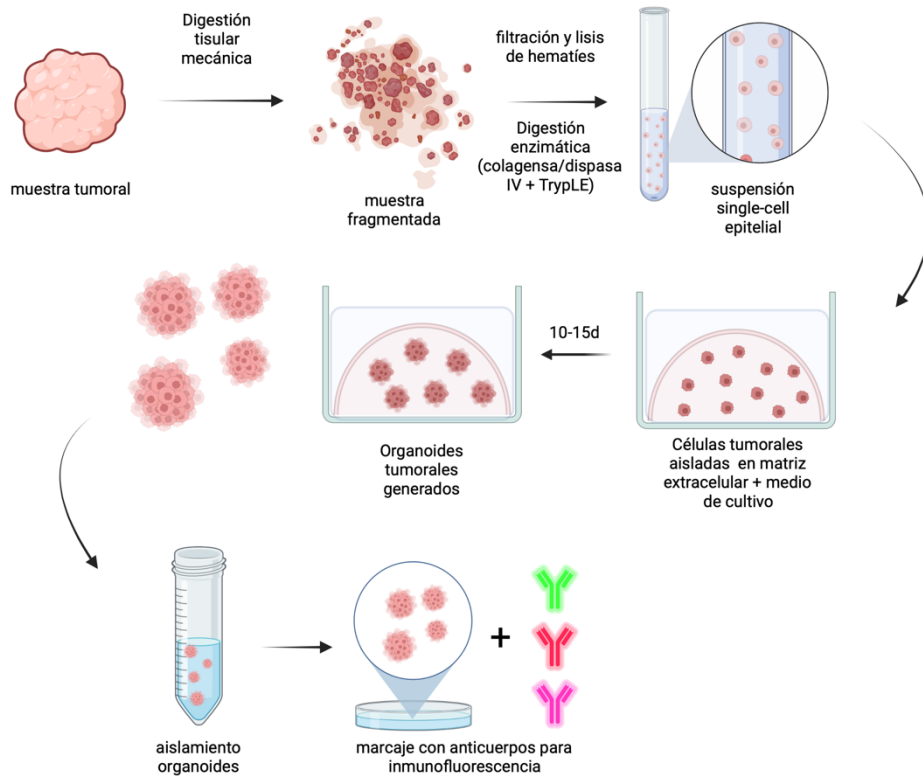 Digestión
tisular
mecánica
filtración y lisis
de hematíes
Digestión
enzimática
(colagensa/dispasa
IV + TrypLE)
muestra tumoral
muestra
fragmentada
suspensión
single-cell
epitelial
10-15d
Organoides
tumorales
generados
Células tumorales
aisladas en matriz
extracelular + medio
de cultivo
+
aislamiento
organoides
marcaje con anticuerpos para
inmunofluorescencia